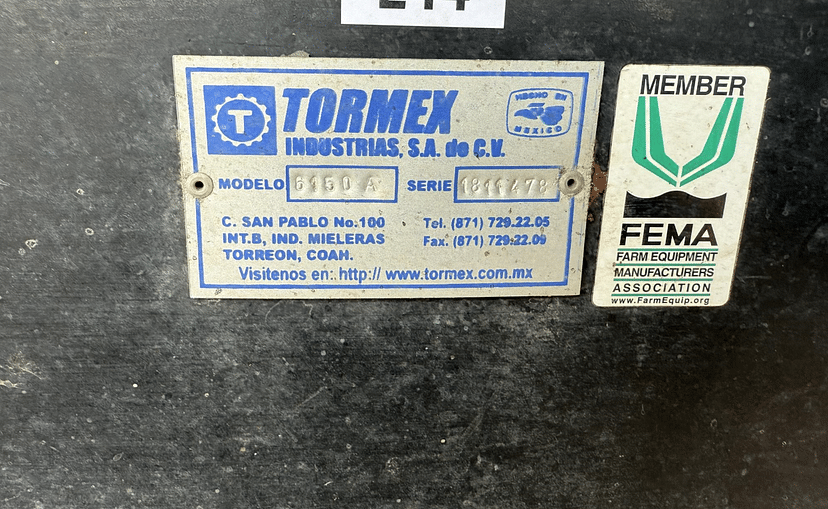 TORMEX
INDUSTRIAS, S.A. de C.V.
HECHO EN
MEXICO
MODELO 6150 A SERIE
C. SAN PABLO No.100 Tel. (871) 729.22.05
INT.B, IND. MIELERAS Fax. (871) 729.22.09
TORREON, COAH.
Visitenos en: http:// www.tormex.com.mx
MEMBER
FEMA
FARM EQUIPMENT
MANUFACTURERS
ASSOCIATION
www.FarmEquip.org